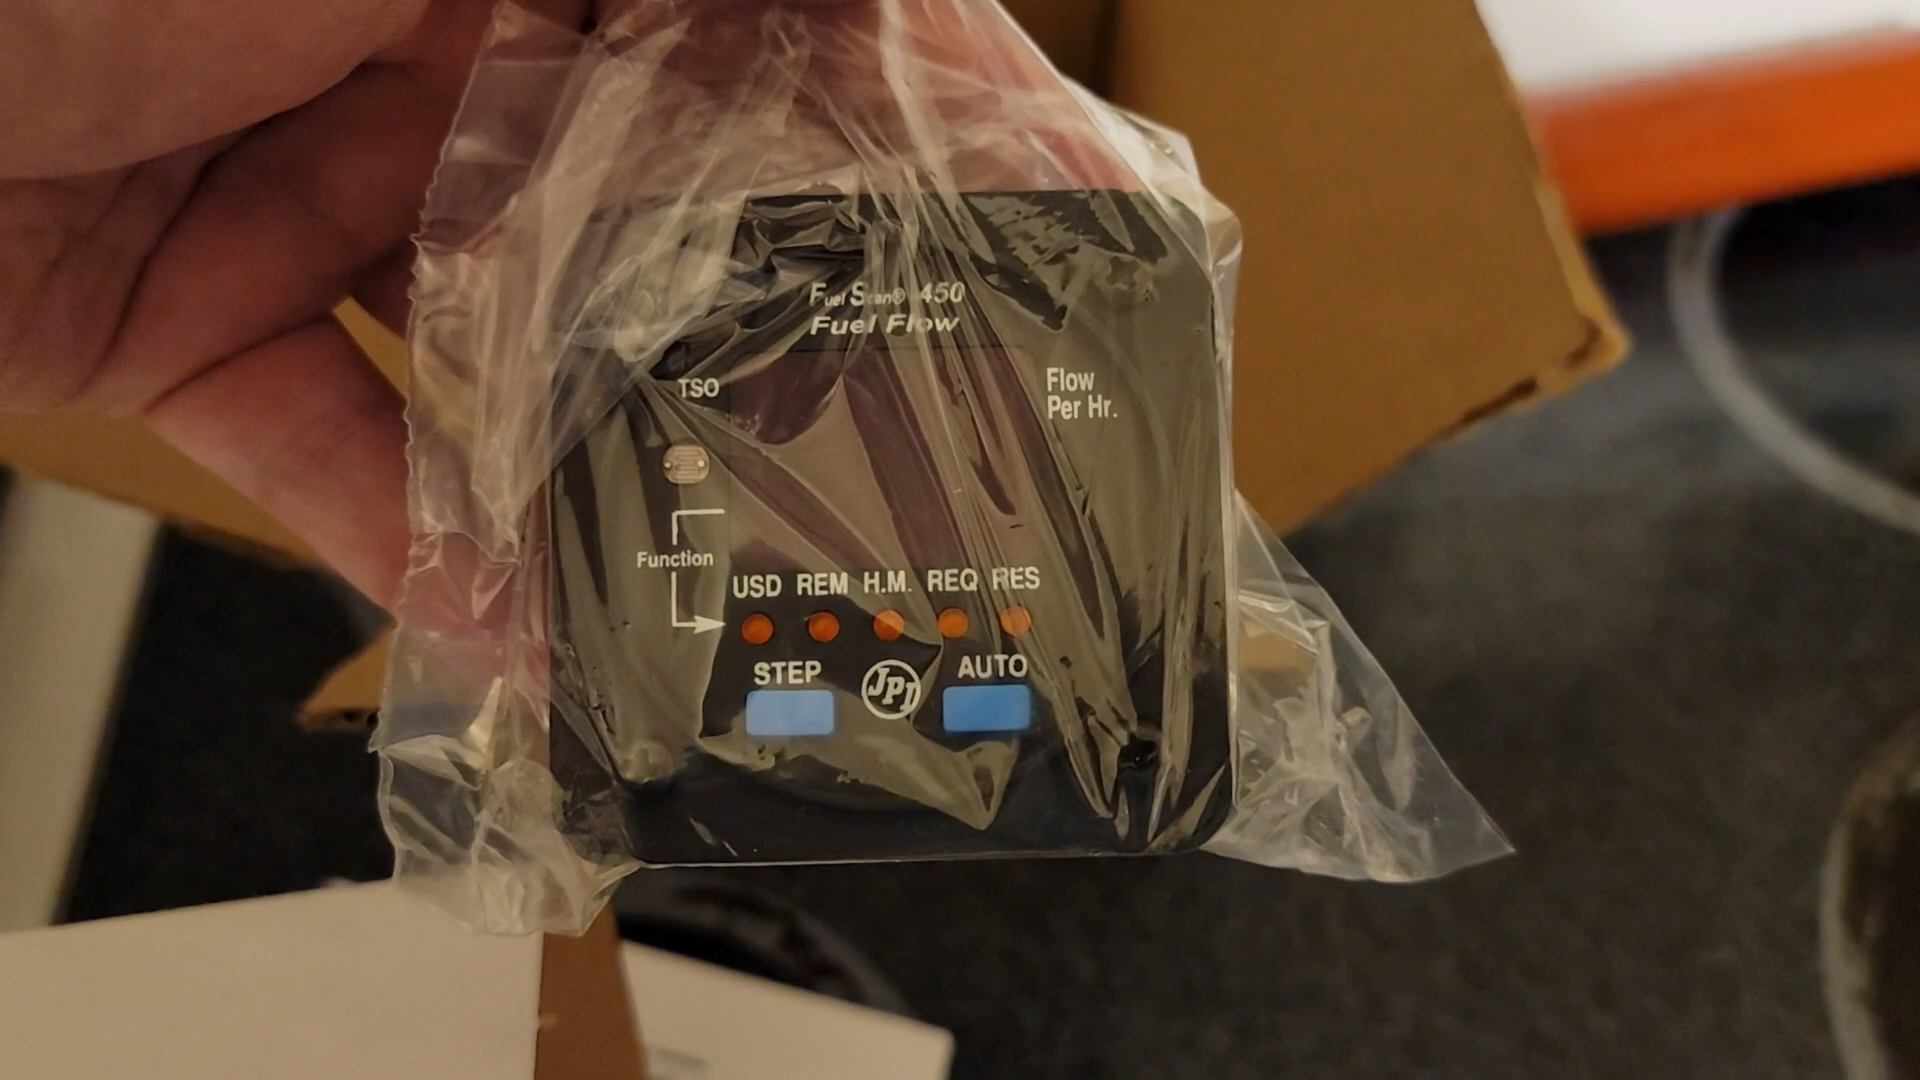 Fuel Scan® 450
Fuel Flow
TSO
Flow
Per Hr.
Function
USD REM H.M. REQ RES
STEP
JPI
AUTO